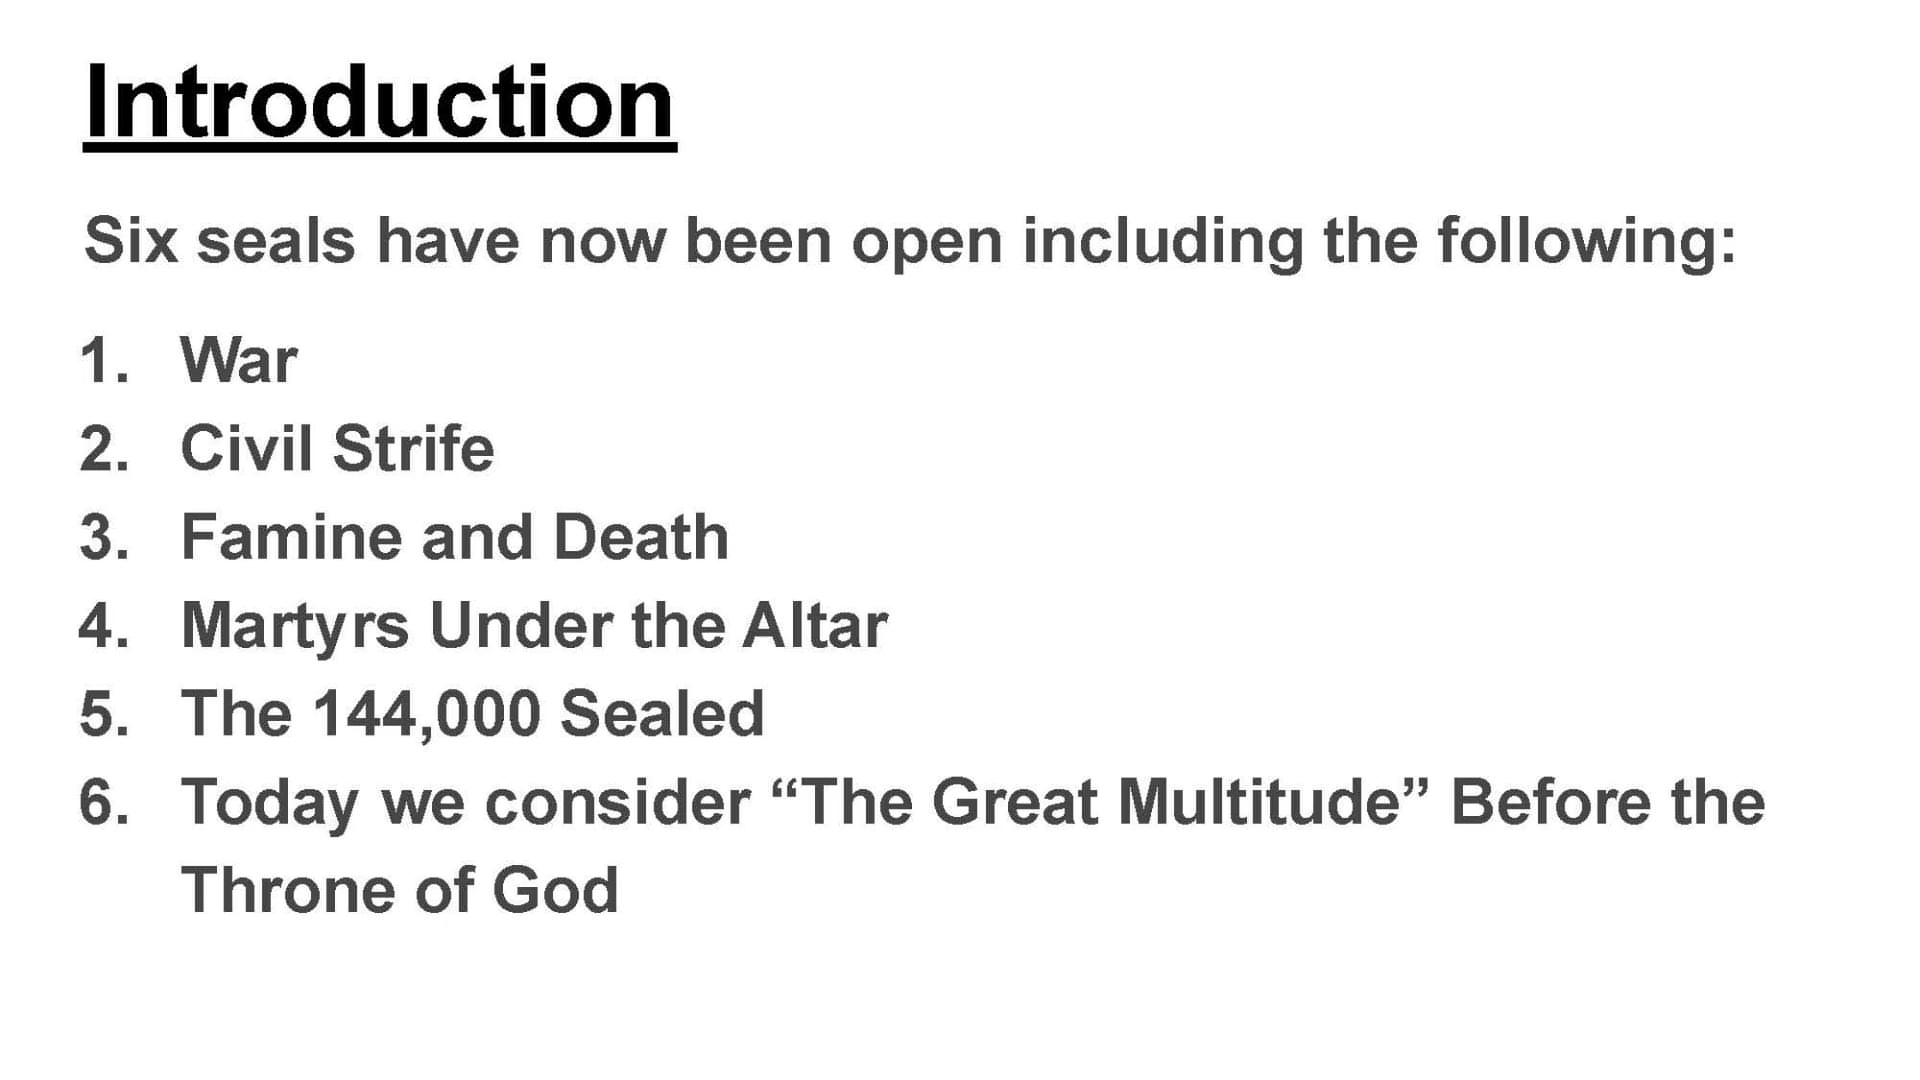 Introduction
Six seals have now been open including the following:
1. War
2. Civil Strife
3. Famine and Death
4. Martyrs Under the Altar
5. The 144,000 Sealed
6. Today we consider “The Great Multitude” Before the
Throne of God